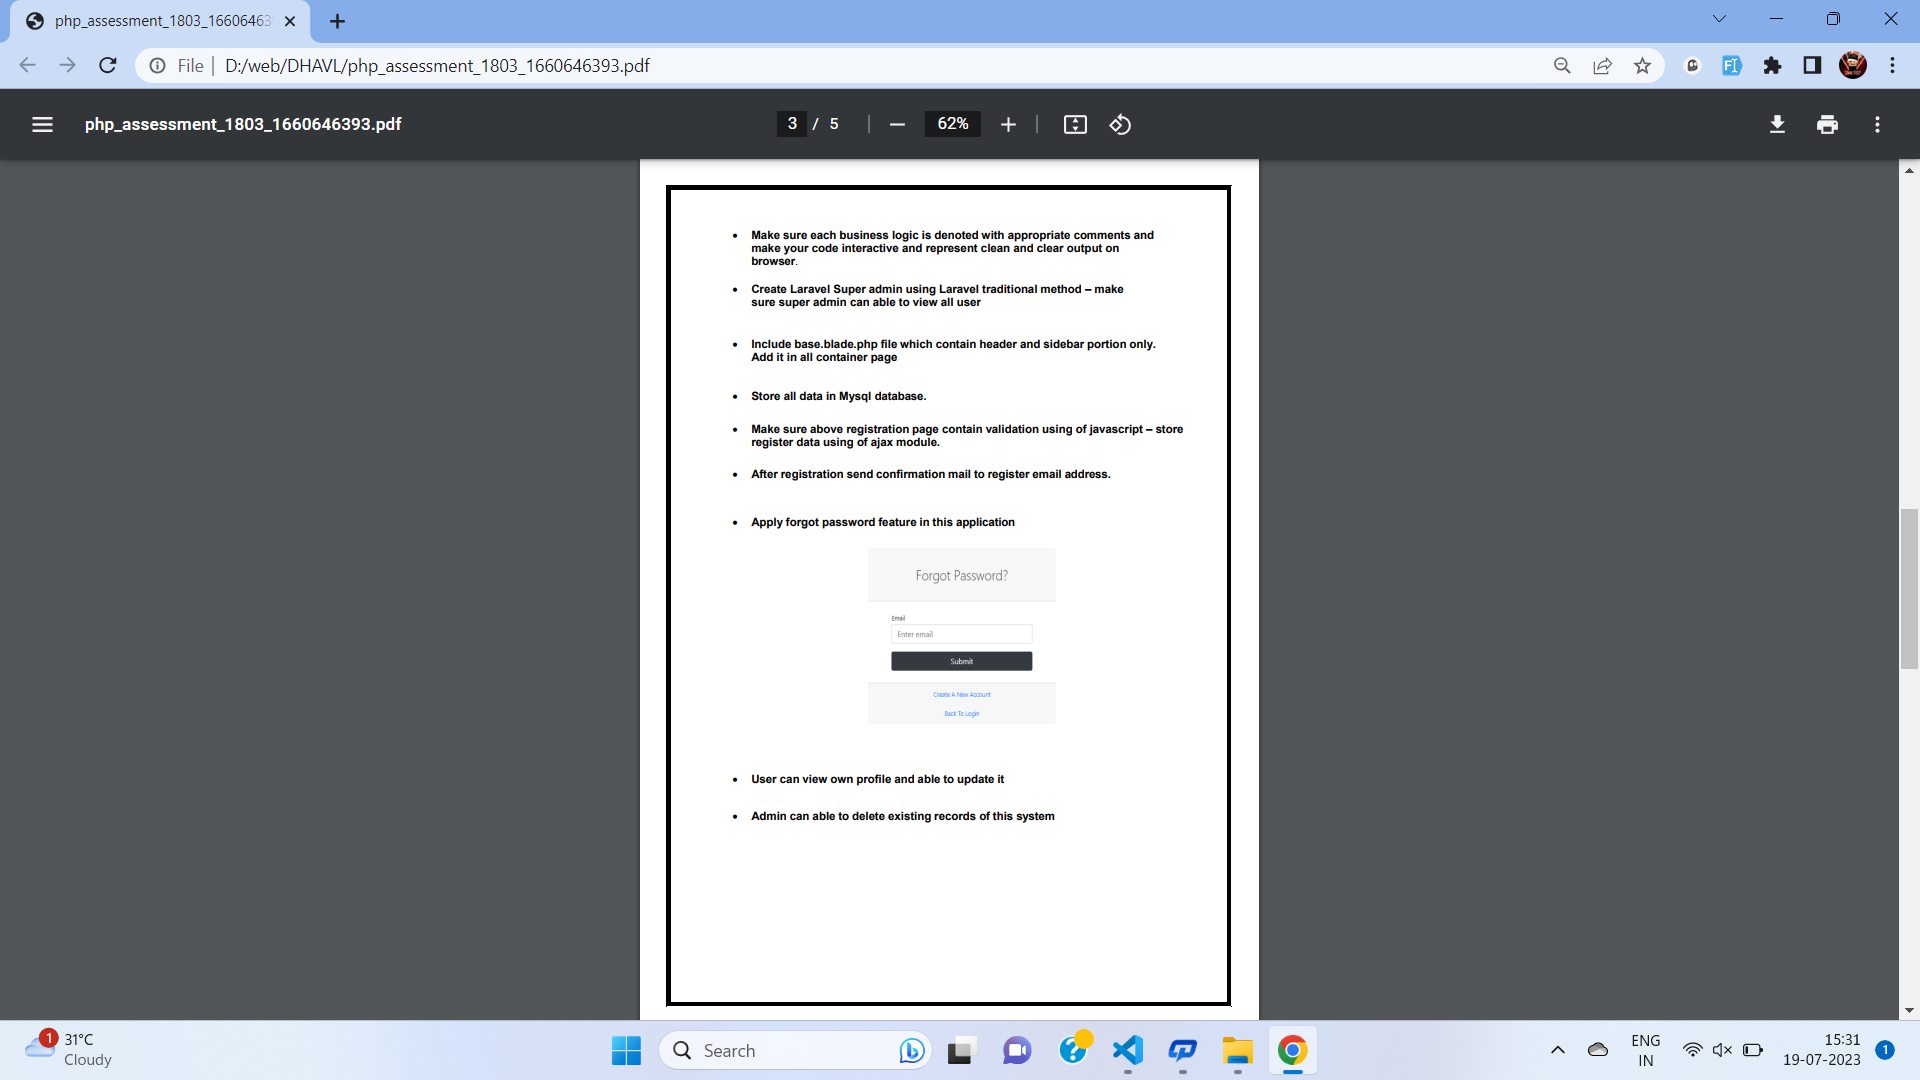 php_assessment_1803_16606463
File
D:/web/DHAVL/php_assessment_1803_1660646393.pdf
php_assessment_1803_1660646393.pdf
3 / 5
62%
• Make sure each business logic is denoted with appropriate comments and
make your code interactive and represent clean and clear output on
browser.
• Create Laravel Super admin using Laravel traditional method – make
sure super admin can able to view all user
• Include base.blade.php file which contain header and sidebar portion only.
Add it in all container page
• Store all data in Mysql database.
• Make sure above registration page contain validation using of javascript – store
register data using of ajax module.
• After registration send confirmation mail to register email address.
• Apply forgot password feature in this application
Forgot Password?
Email
Enter email
Submit
Create A New Account
Back To Login
• User can view own profile and able to update it
• Admin can able to delete existing records of this system
1
31°C
Cloudy
Search
ENG
IN
15:31
19-07-2023
1